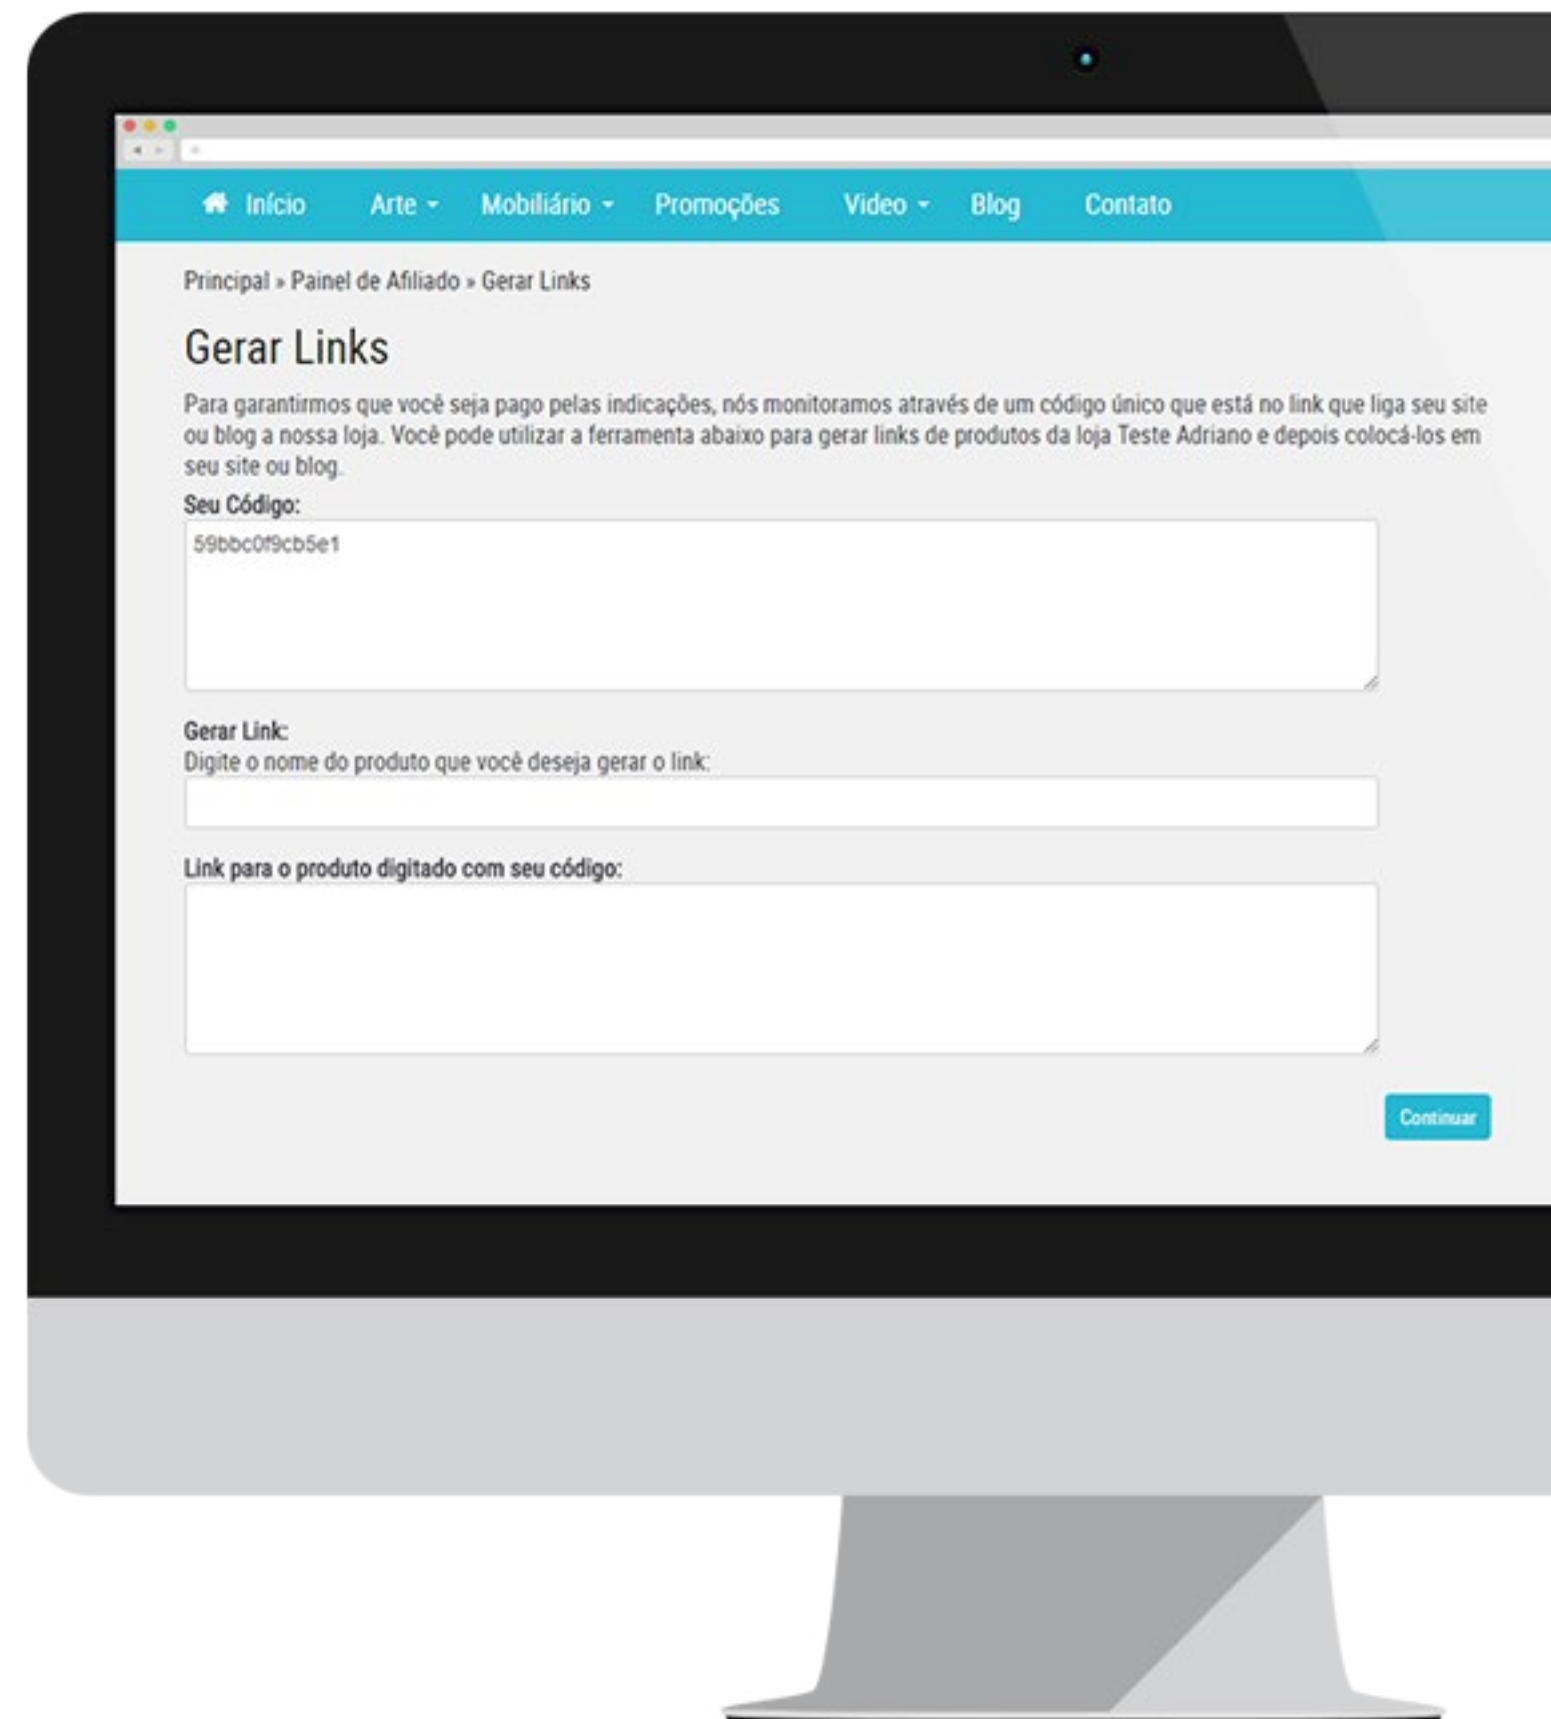 Início Arte Mobiliário Promoções Video Blog Contato
Principal » Painel de Afiliado » Gerar Links
Gerar Links
Para garantirmos que você seja pago pelas indicações, nós monitoramos através de um código único que está no link que liga seu site
ou blog a nossa loja. Você pode utilizar a ferramenta abaixo para gerar links de produtos da loja Teste Adriano e depois colocá-los em
seu site ou blog.
Seu Código:
59bbc0f9cb5e1
Gerar Link:
Digite o nome do produto que você deseja gerar o link:
Link para o produto digitado com seu código:
Continuar